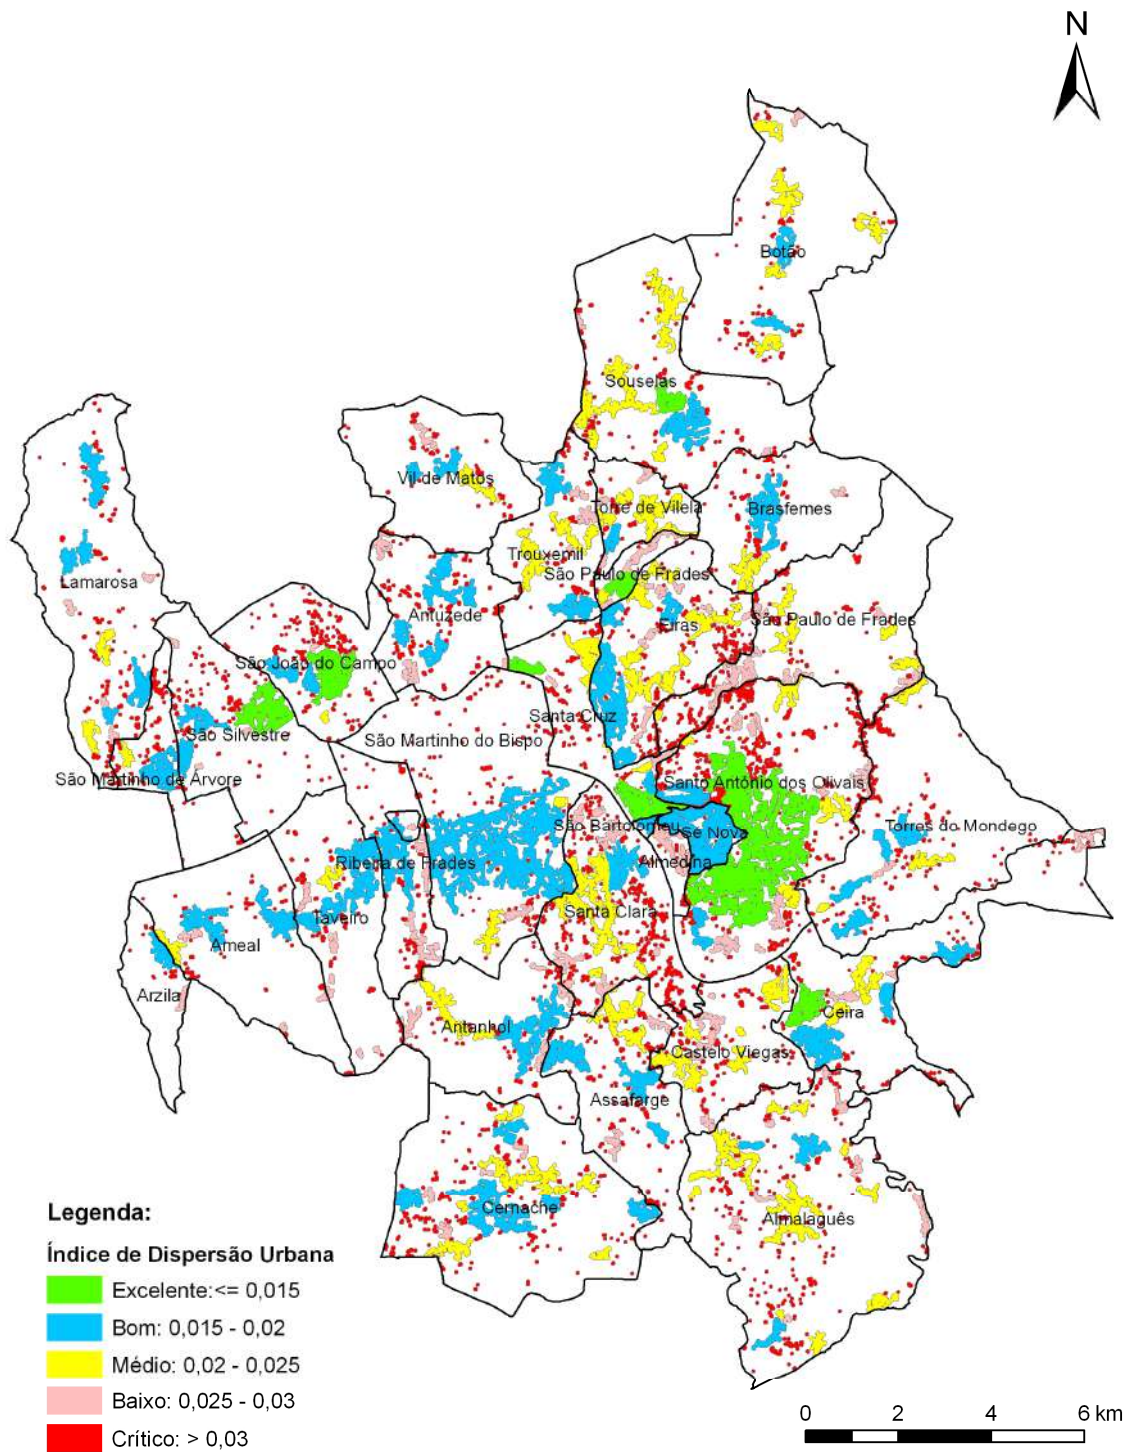 N
Botão
Souselas
Vil de Matos
Torre de Vilela
Brasfemes
Trouxemil
São Paulo de Frades
Lamarosa
Antuzede
Eiras
São Paulo de Frades
São João do Campo
Santa Cruz
São Silvestre
São Martinho do Bispo
São Martinho de Árvore
Santo António dos Olivais
São Bartolomeu
Sé Nova
Torres do Mondego
Ribeira de Frades
Almedina
Santa Clara
Taveiro
Ameal
Arzila
Ceira
Antanhol
Castelo Viegas
Assafarge
Cernache
Almalaguês
Legenda:
Índice de Dispersão Urbana
Excelente:<= 0,015
Bom: 0,015 - 0,02
Médio: 0,02 - 0,025
Baixo: 0,025 - 0,03
Crítico: > 0,03
0 2 4 6 km